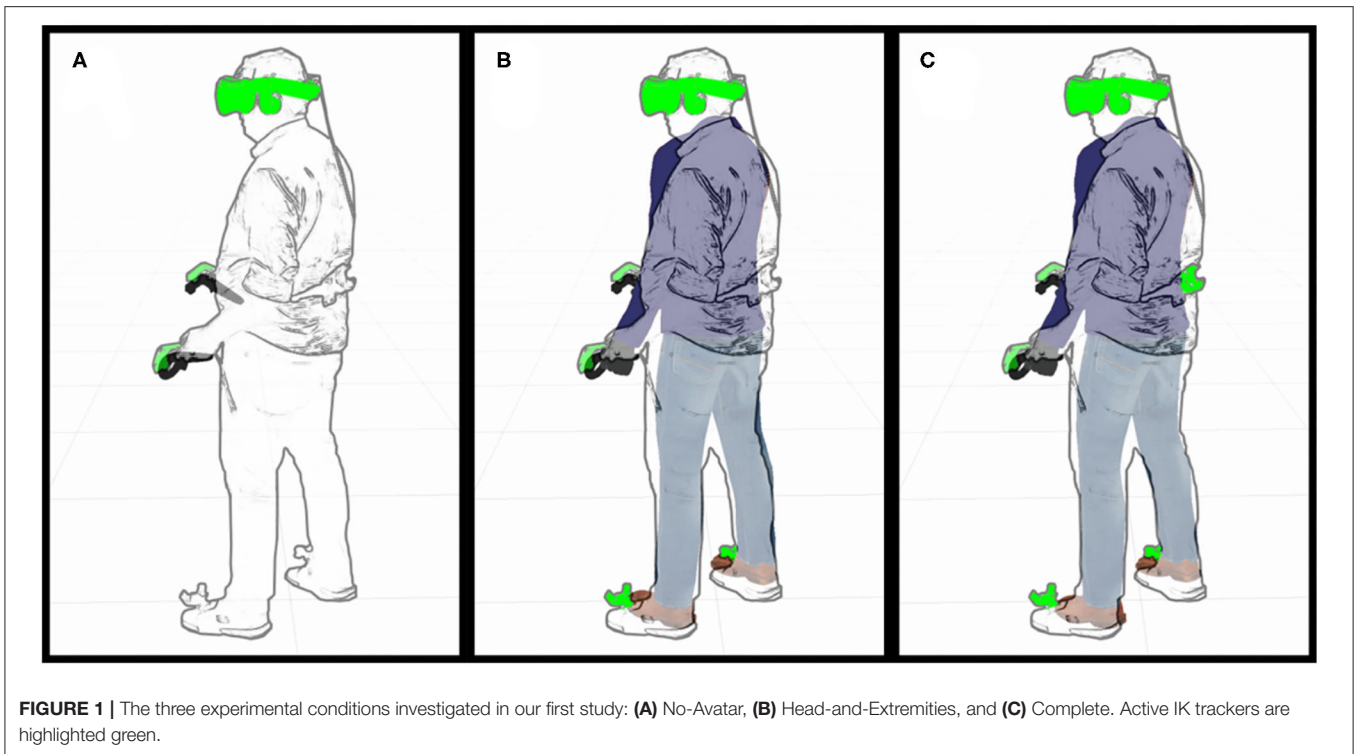 A
B
C
FIGURE 1 | The three experimental conditions investigated in our first study: (A) No-Avatar, (B) Head-and-Extremities, and (C) Complete. Active IK trackers are
highlighted green.